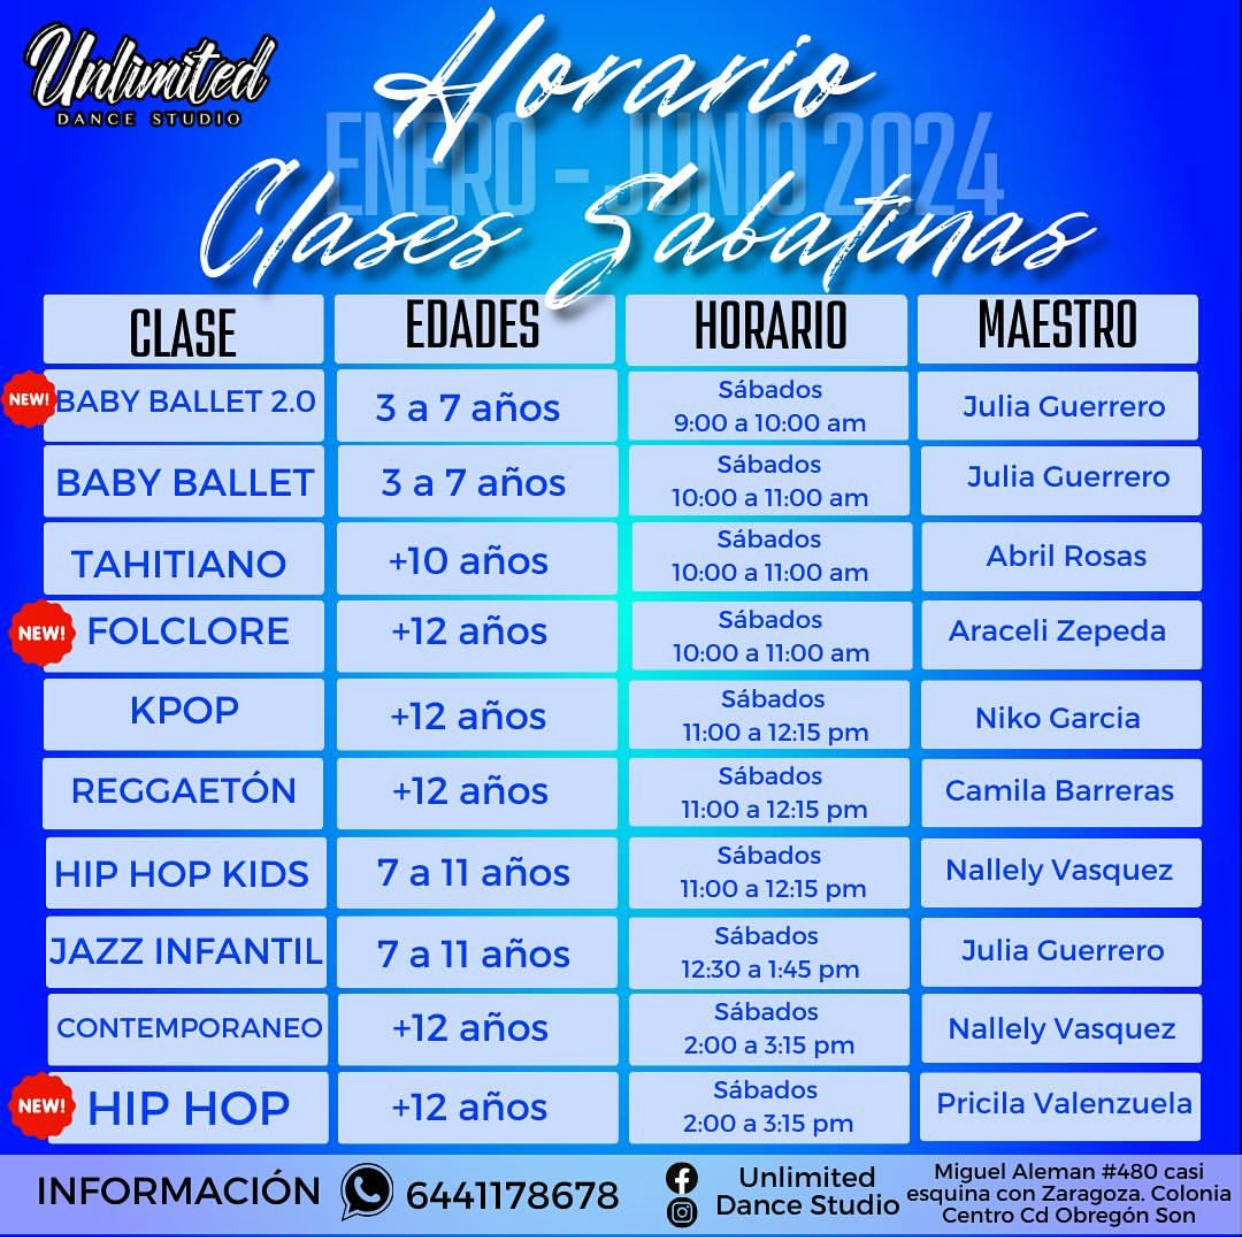 Unlimited
DANCE STUDIO
Horario
ENERO - JUNIO 2024
Clases Sabatinas
CLASE EDADES HORARIO MAESTRO
NEW! BABY BALLET 2.0 3 a 7 años Sábados Julia Guerrero
9:00 a 10:00 am
BABY BALLET 3 a 7 años Sábados Julia Guerrero
10:00 a 11:00 am
TAHITIANO +10 años Sábados Abril Rosas
10:00 a 11:00 am
NEW! FOLCLORE +12 años Sábados Araceli Zepeda
10:00 a 11:00 am
KPOP +12 años Sábados Niko Garcia
11:00 a 12:15 pm
REGGAETÓN +12 años Sábados Camila Barreras
11:00 a 12:15 pm
HIP HOP KIDS 7 a 11 años Sábados Nallely Vasquez
11:00 a 12:15 pm
JAZZ INFANTIL 7 a 11 años Sábados Julia Guerrero
12:30 a 1:45 pm
CONTEMPORANEO +12 años Sábados Nallely Vasquez
2:00 a 3:15 pm
NEW! HIP HOP +12 años Sábados Pricila Valenzuela
2:00 a 3:15 pm
INFORMACIÓN 6441178678
Unlimited
Dance Studio
Miguel Aleman #480 casi
esquina con Zaragoza. Colonia
Centro Cd Obregón Son